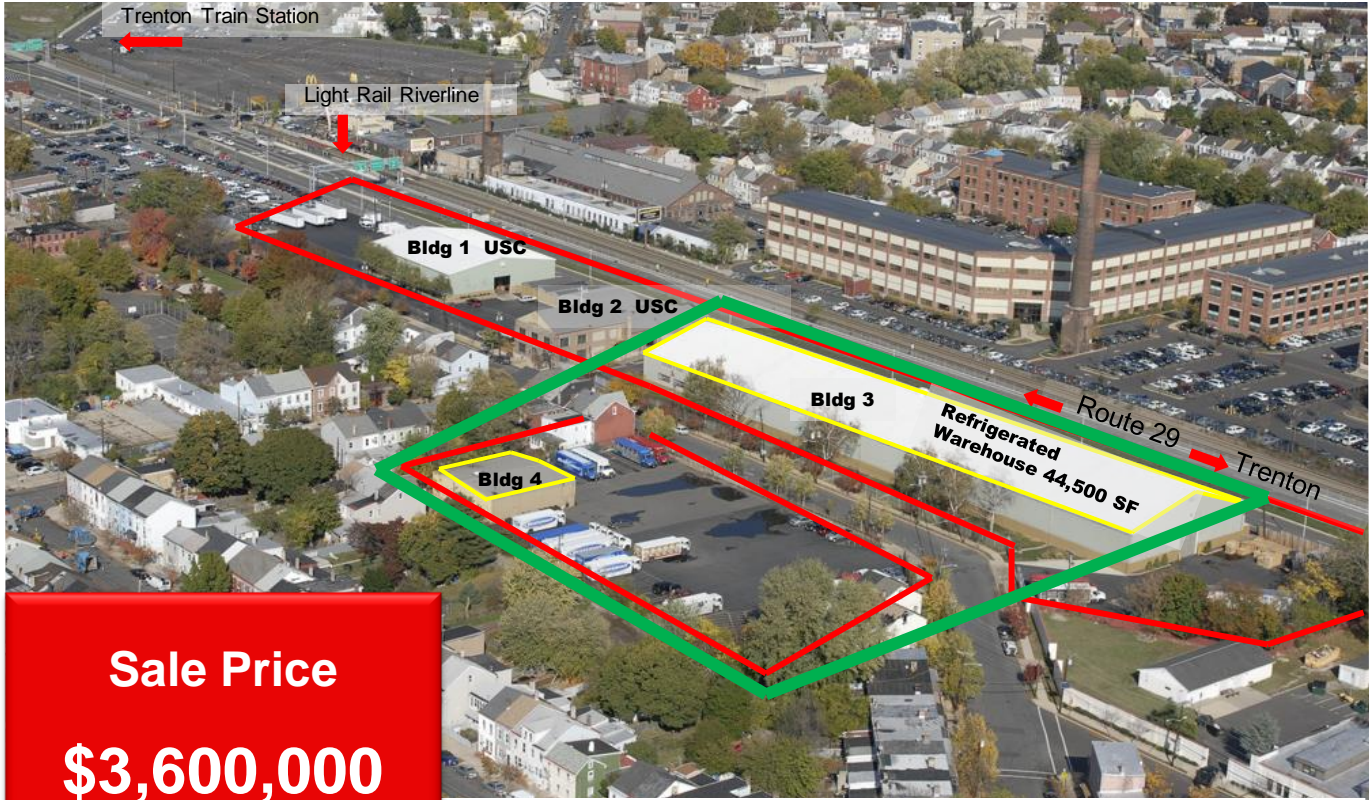 Trenton Train Station
Light Rail Riverline
Bldg 1 USC
Bldg 2 USC
Bldg 3
Refrigerated
Warehouse 44,500 SF
Route 29
Trenton
Bldg 4
Sale Price
$3,600,000